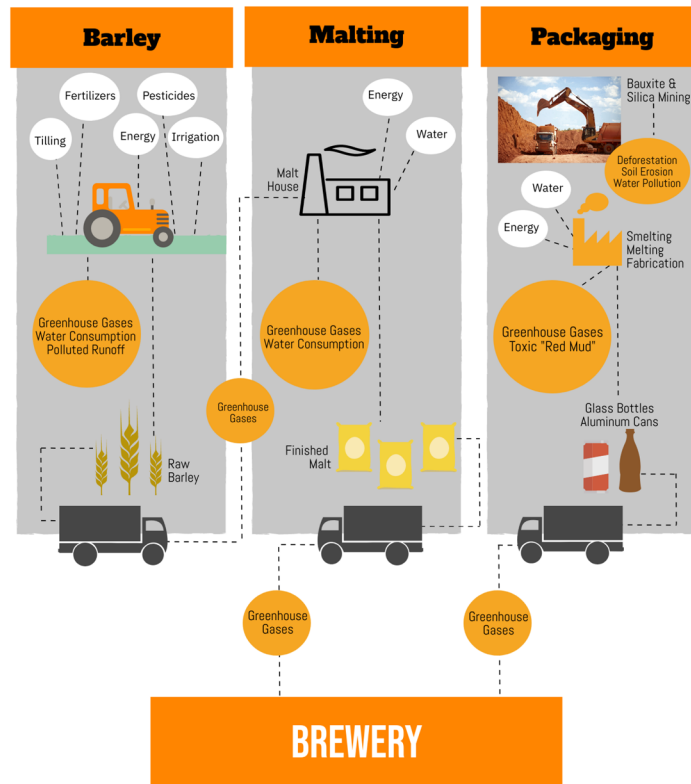 Barley
Malting
Packaging
Fertilizers
Pesticides
Tilling
Energy
Irrigation
Greenhouse Gases
Water Consumption
Polluted Runoff
Raw
Barley
Greenhouse
Gases
Energy
Water
Malt
House
Greenhouse Gases
Water Consumption
Finished
Malt
Greenhouse
Gases
Bauxite &
Silica Mining
Deforestation
Soil Erosion
Water Pollution
Water
Energy
Smelting
Melting
Fabrication
Greenhouse Gases
Toxic "Red Mud"
Glass Bottles
Aluminum Cans
Greenhouse
Gases
BREWERY